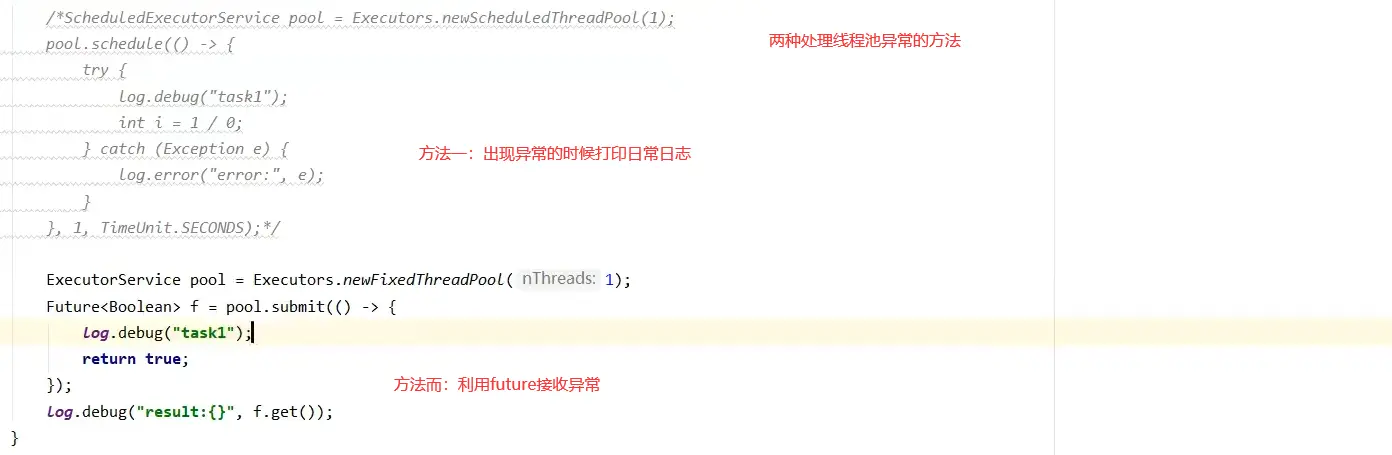 /*ScheduledExecutorService pool = Executors.newScheduledThreadPool(1);
pool.schedule(() -> {
两种处理线程池异常的方法
try {
log.debug("task1");
int i = 1 / 0;
} catch (Exception e) {
方法一：出现异常的时候打印日常日志
log.error("error:", e);
}
}, 1, TimeUnit.SECONDS);*/
ExecutorService pool = Executors.newFixedThreadPool( nThreads: 1);
Future<Boolean> f = pool.submit(() -> {
log.debug("task1");
return true;
});
方法而：利用future接收异常
log.debug("result:{}", f.get());
}